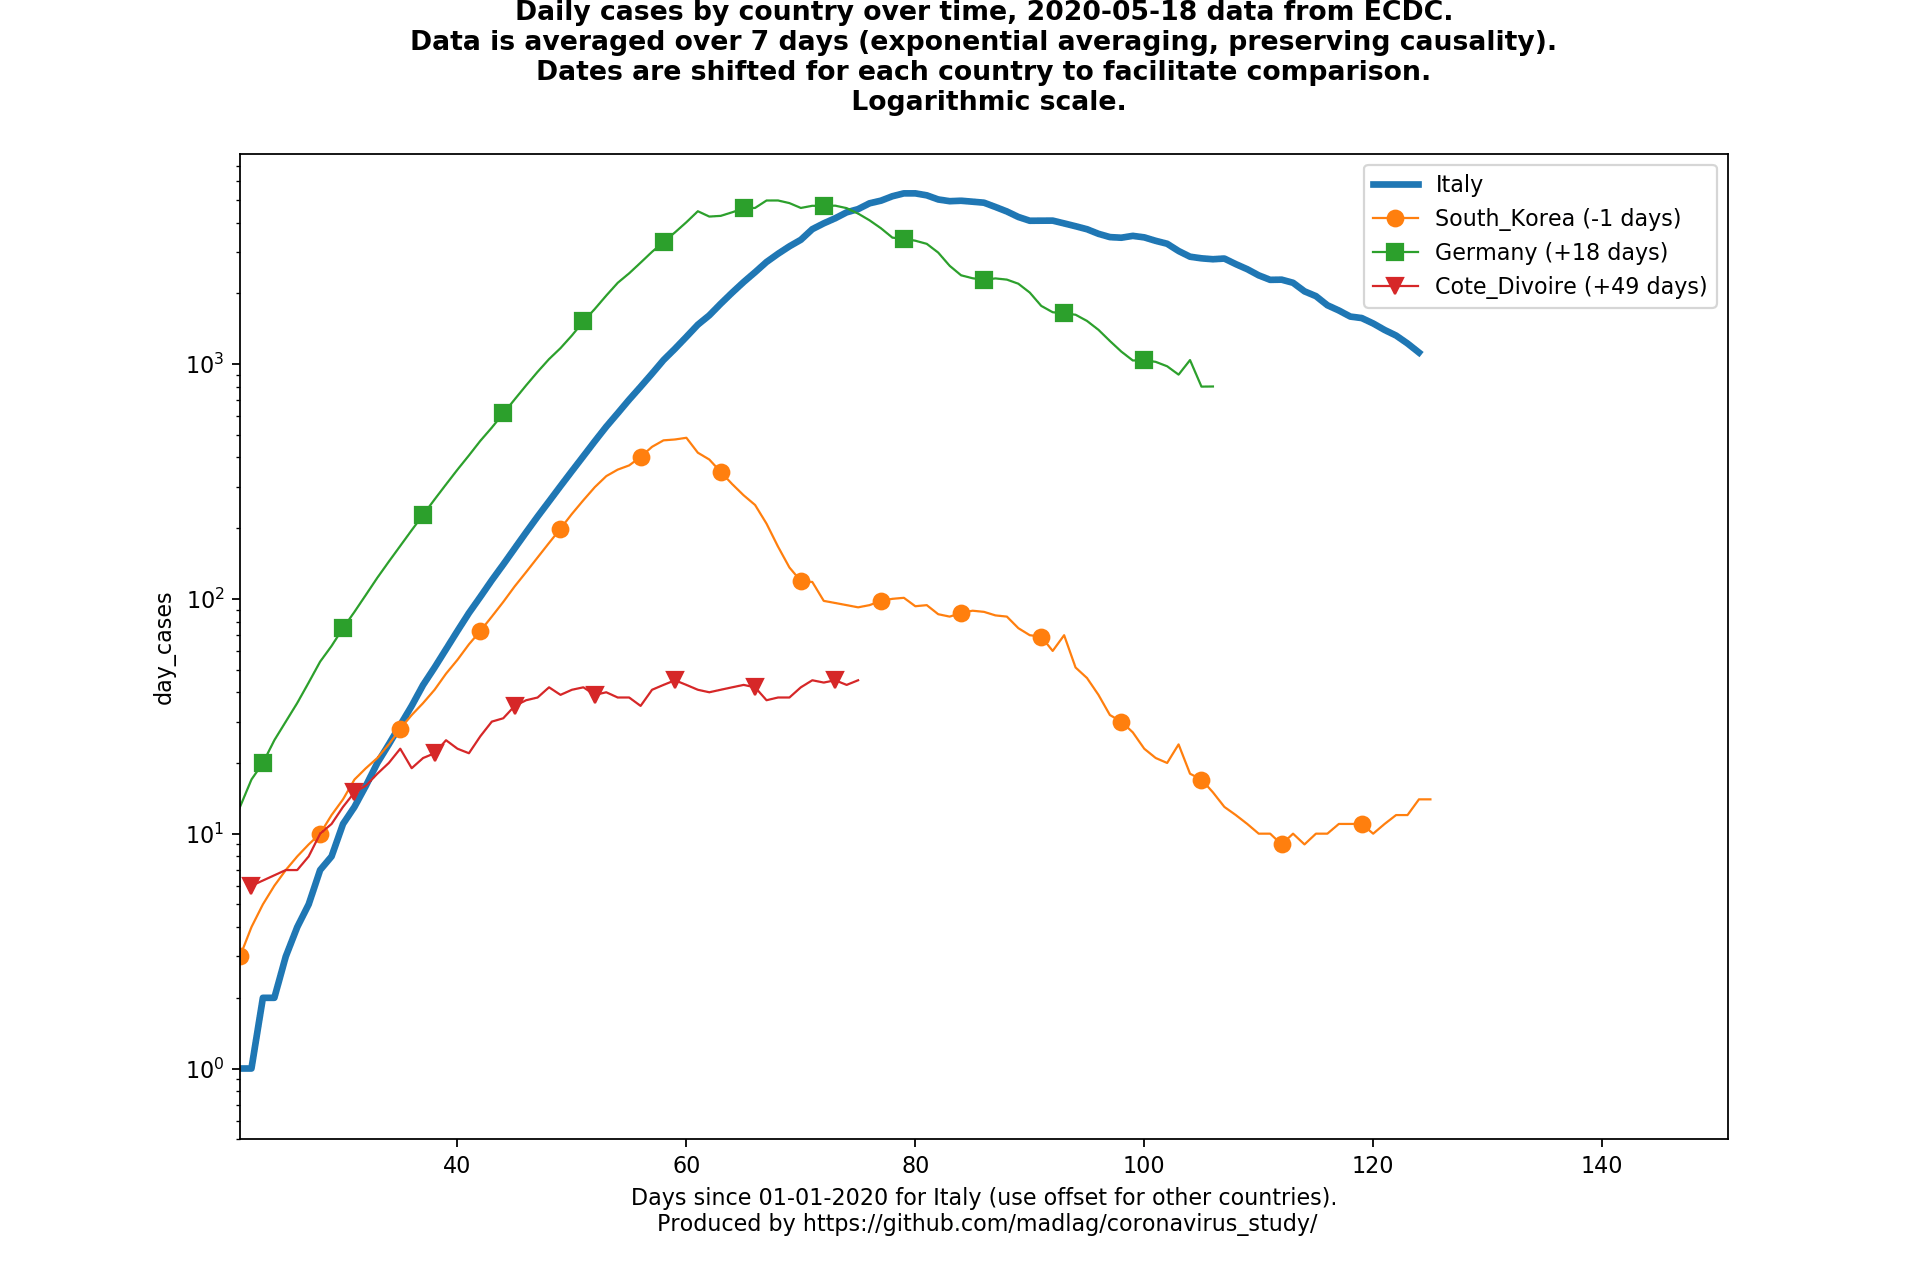 Daily cases by country over time, 2020-05-18 data from ECDC.
Data is averaged over 7 days (exponential averaging, preserving causality).
Dates are shifted for each country to facilitate comparison.
Logarithmic scale.
Italy
South_Korea (-1 days)
Germany (+18 days)
Cote_Divoire (+49 days)
10³
10²
10¹
10⁰
day_cases
40 60 80 100 120 140
Days since 01-01-2020 for Italy (use offset for other countries).
Produced by https://github.com/madlag/coronavirus_study/